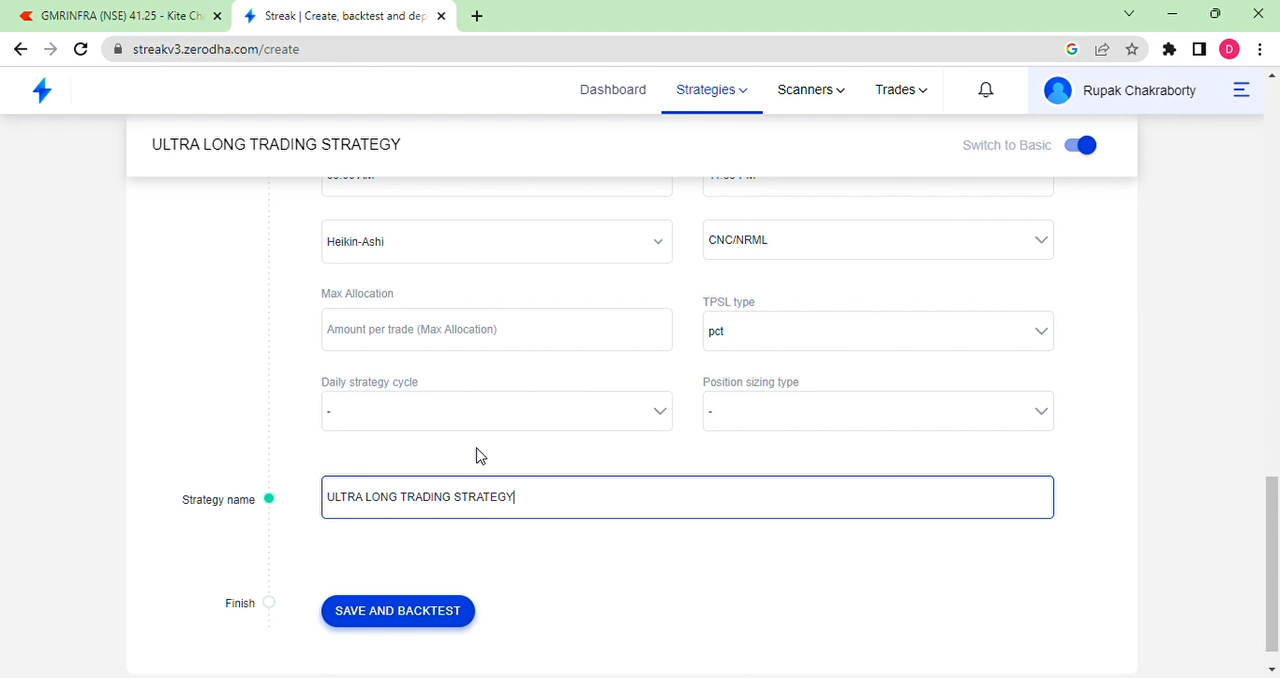 GMRINFRA (NSE) 41.25 - Kite Ch
Streak | Create, backtest and dep
streakv3.zerodha.com/create
D
Dashboard
Strategies
Scanners
Trades
Rupak Chakraborty
ULTRA LONG TRADING STRATEGY
Switch to Basic
Heikin-Ashi
CNC/NRML
Max Allocation
TPSL type
Amount per trade (Max Allocation)
pct
Daily strategy cycle
Position sizing type
-
-
Strategy name
ULTRA LONG TRADING STRATEGY
Finish
SAVE AND BACKTEST